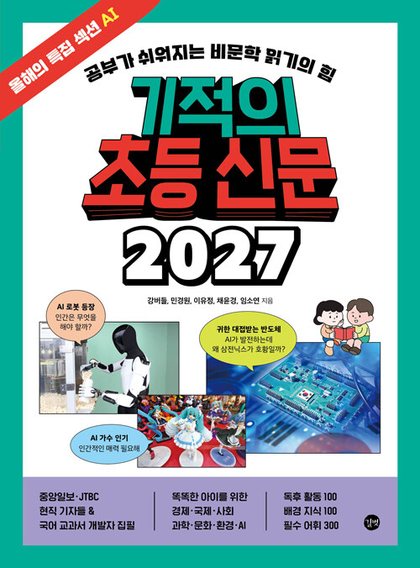 올해의 특집 섹션 AI
공부가 쉬워지는 비문학 읽기의 힘
기적의
초등 신문
2027
강버들, 민경원, 이유정, 채윤경, 임소연 지음
AI 로봇 등장
인간은 무엇을
해야 할까?
귀한 대접받는 반도체
AI가 발전하는데
왜 삼전닉스가 호황일까?
AI 가수 인기
인간적인 매력 필요해
중앙일보·JTBC
현직 기자들 &
국어 교과서 개발자 집필
똑똑한 아이를 위한
경제·국제·사회
과학·문화·환경·AI
독후 활동 100
배경 지식 100
필수 어휘 300
길벗